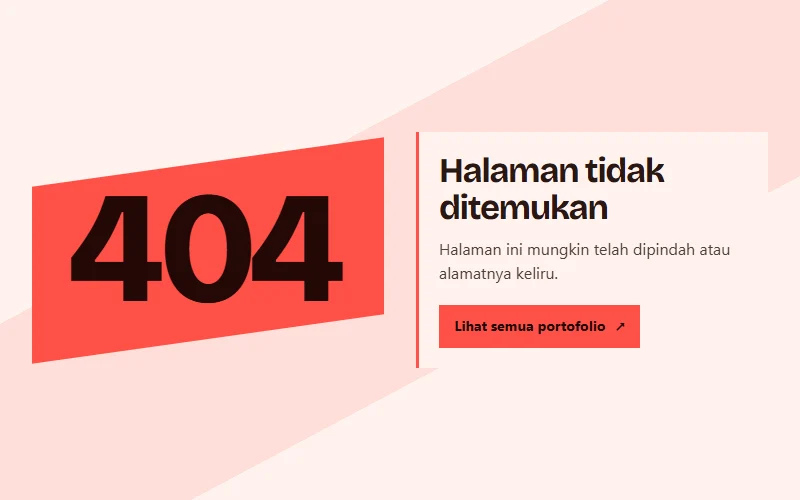 404
Halaman tidak
ditemukan
Halaman ini mungkin telah dipindah atau
alamatnya keliru.
Lihat semua portofolio ↗